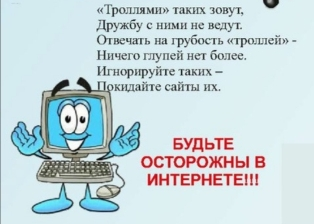 «Троллями» таких зовут,
Дружбу с ними не ведут.
Отвечать на грубость «троллей» -
Ничего глупей нет более.
Игнорируйте таких –
Покидайте сайты их.
БУДЬТЕ
ОСТОРОЖНЫ В
ИНТЕРНЕТЕ!!!